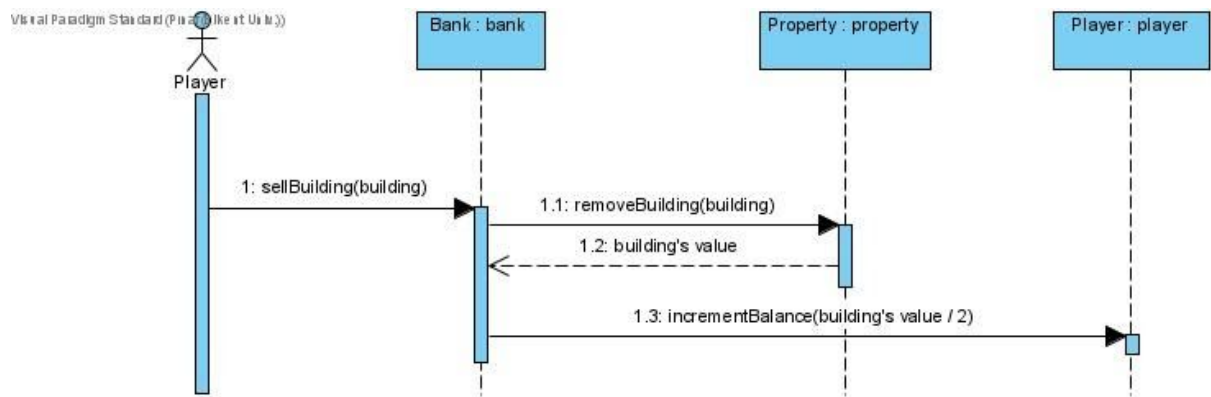 Visual Paradigm Standard
Bank : bank
Property : property
Player : player
Player
1: sellBuilding(building)
1.1: removeBuilding(building)
1.2: building's value
1.3: incrementBalance(building's value / 2)